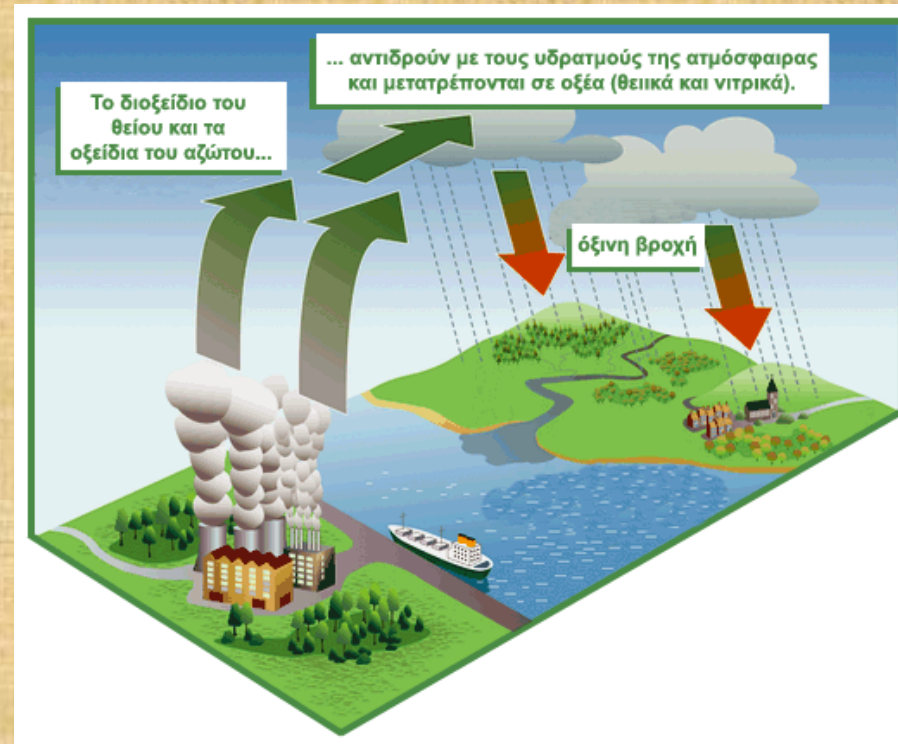 Το διοξείδιο του
θείου και τα
οξείδια του αζώτου...
... αντιδρούν με τους υδρατμούς της ατμόσφαιρας
και μετατρέπονται σε οξέα (θειικά και νιτρικά).
όξινη βροχή